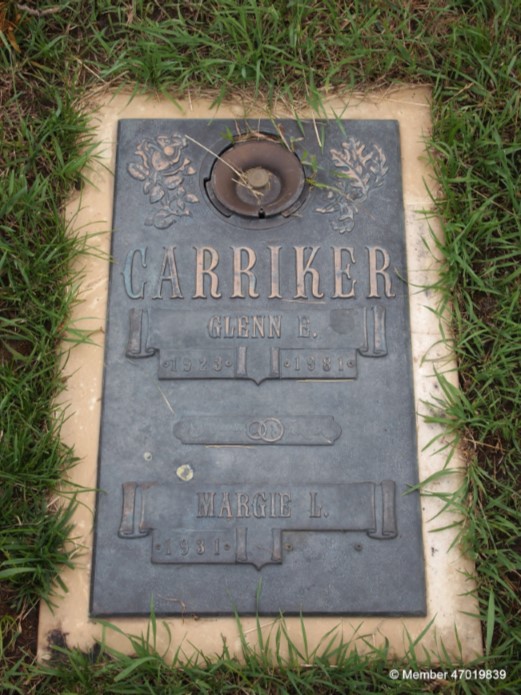 CARRIKER
GLENN E.
1923 1981
MARGIE L.
1931
© Member 47019839